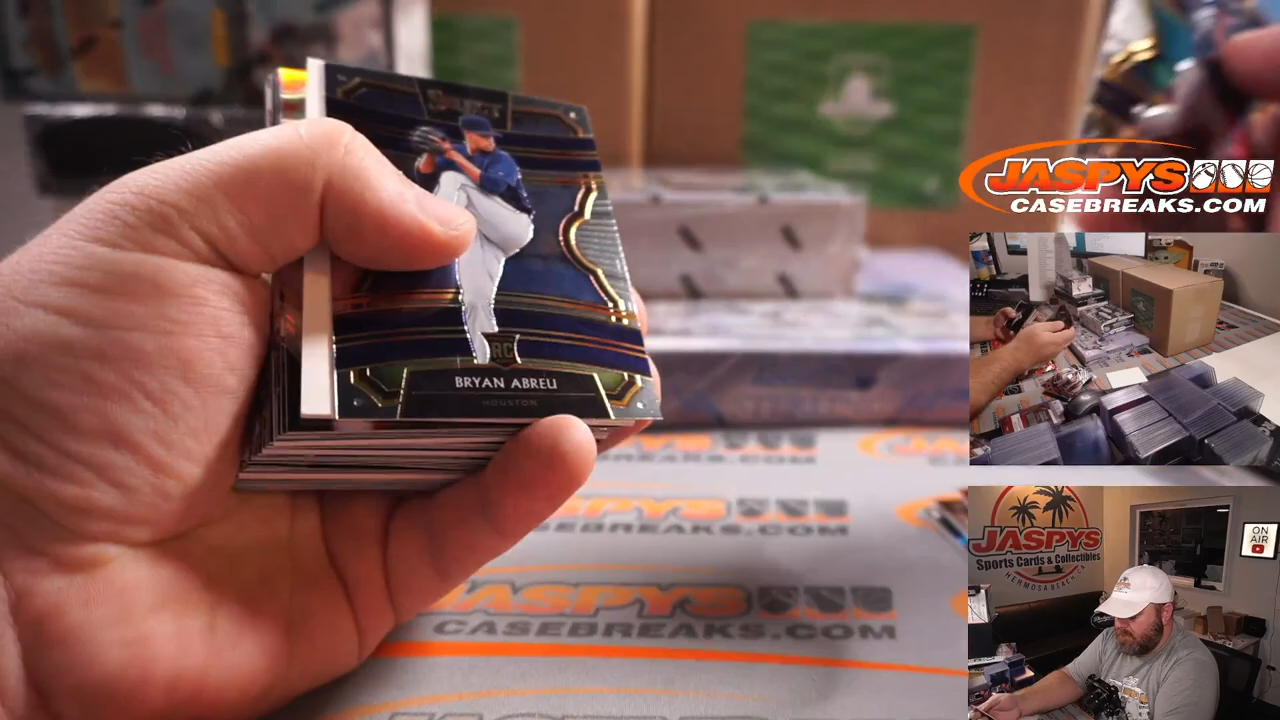 SELECT
RC
BRYAN ABREU
HOUSTON
JASPYS
CASEBREAKS.COM
JASPYS
Sports Cards & Collectibles
HERMOSA BEACH, CA
ON
AIR
CASEBREAKS.COM
JASPYS
CASEBREAKS.COM